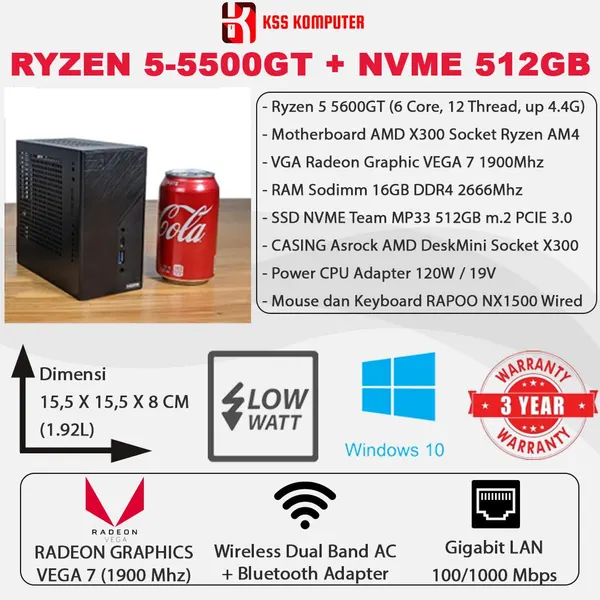 KSS KOMPUTER
RYZEN 5-5500GT + NVME 512GB
- Ryzen 5 5600GT (6 Core, 12 Thread, up 4.4G)
- Motherboard AMD X300 Socket Ryzen AM4
- VGA Radeon Graphic VEGA 7 1900Mhz
- RAM Sodimm 16GB DDR4 2666Mhz
- SSD NVME Team MP33 512GB m.2 PCIE 3.0
- CASING Asrock AMD DeskMini Socket X300
- Power CPU Adapter 120W / 19V
- Mouse dan Keyboard RAPOO NX1500 Wired
Coca-Cola
Dimensi
15,5 X 15,5 X 8 CM
(1.92L)
LOW
WATT
Windows 10
WARRANTY
3 YEAR
WARRANTY
RADEON
VEGA
RADEON GRAPHICS
VEGA 7 (1900 Mhz)
Wireless Dual Band AC
+ Bluetooth Adapter
Gigabit LAN
100/1000 Mbps